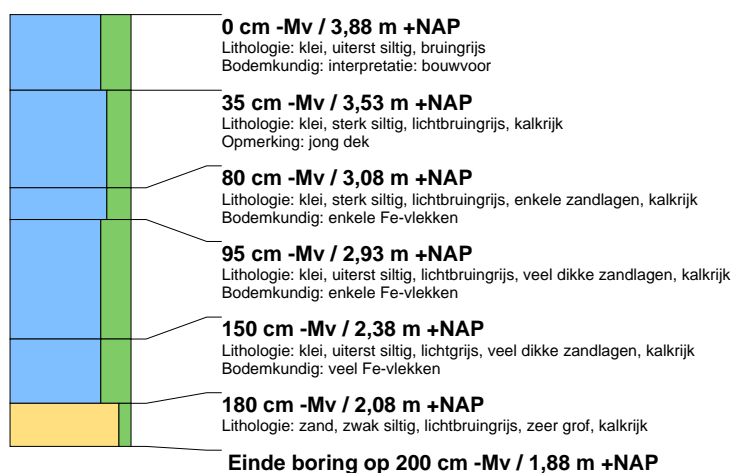 0 cm -Mv / 3,88 m +NAP
Lithologie: klei, uiterst siltig, bruingrijs
Bodemkundig: interpretatie: bouwvoor
35 cm -Mv / 3,53 m +NAP
Lithologie: klei, sterk siltig, lichtbruingrijs, kalkrijk
Opmerking: jong dek
80 cm -Mv / 3,08 m +NAP
Lithologie: klei, sterk siltig, lichtbruingrijs, enkele zandlagen, kalkrijk
Bodemkundig: enkele Fe-vlekken
95 cm -Mv / 2,93 m +NAP
Lithologie: klei, uiterst siltig, lichtbruingrijs, veel dikke zandlagen, kalkrijk
Bodemkundig: enkele Fe-vlekken
150 cm -Mv / 2,38 m +NAP
Lithologie: klei, uiterst siltig, lichtgrijs, veel dikke zandlagen, kalkrijk
Bodemkundig: veel Fe-vlekken
180 cm -Mv / 2,08 m +NAP
Lithologie: zand, zwak siltig, lichtbruingrijs, zeer grof, kalkrijk
Einde boring op 200 cm -Mv / 1,88 m +NAP